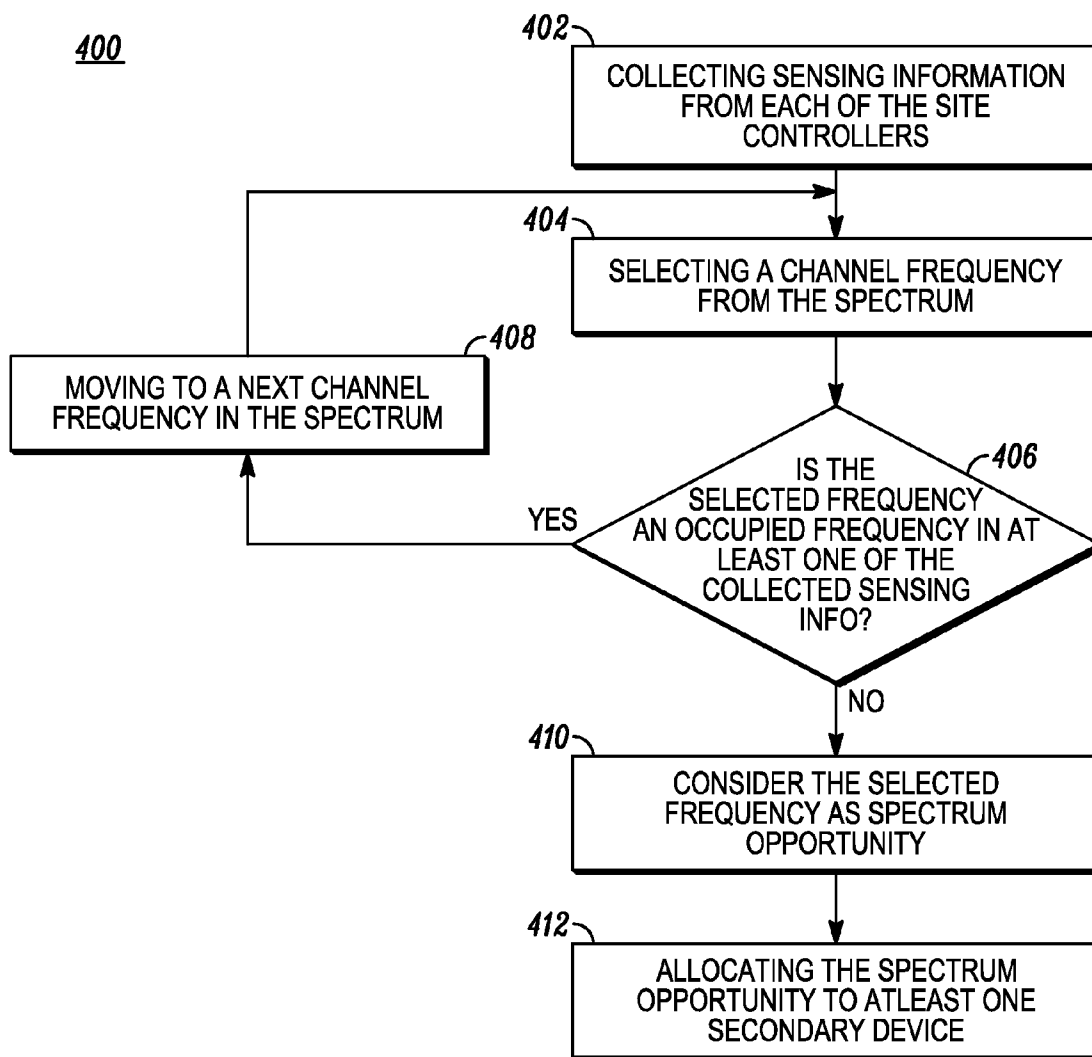 400
402
COLLECTING SENSING INFORMATION
FROM EACH OF THE SITE
CONTROLLERS
404
SELECTING A CHANNEL FREQUENCY
FROM THE SPECTRUM
408
MOVING TO A NEXT CHANNEL
FREQUENCY IN THE SPECTRUM
406
IS THE
SELECTED FREQUENCY
AN OCCUPIED FREQUENCY IN AT
LEAST ONE OF THE
COLLECTED SENSING
INFO?
YES
NO
410
CONSIDER THE SELECTED
FREQUENCY AS SPECTRUM
OPPORTUNITY
412
ALLOCATING THE SPECTRUM
OPPORTUNITY TO ATLEAST ONE
SECONDARY DEVICE